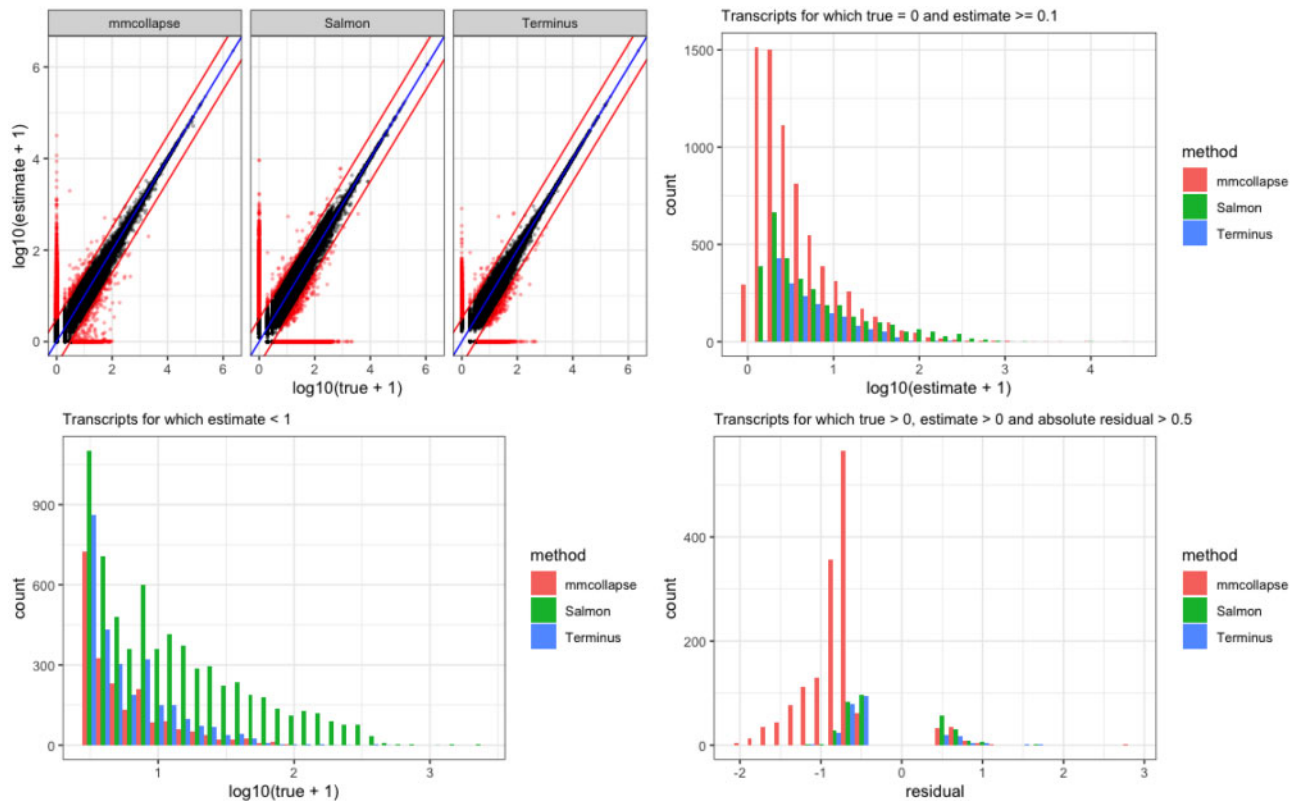 mmcollapse Salmon Terminus
6
4
2
0
log10(estimate + 1)
0 2 4 6 0 2 4 6 0 2 4 6
log10(true + 1)
Transcripts for which true = 0 and estimate >= 0.1
1500
1000
500
0
count
0 1 2 3 4
log10(estimate + 1)
method
mmcollapse
Salmon
Terminus
Transcripts for which estimate < 1
900
600
300
0
count
1 2 3
log10(true + 1)
method
mmcollapse
Salmon
Terminus
Transcripts for which true > 0, estimate > 0 and absolute residual > 0.5
400
200
0
count
-2 -1 0 1 2 3
residual
method
mmcollapse
Salmon
Terminus